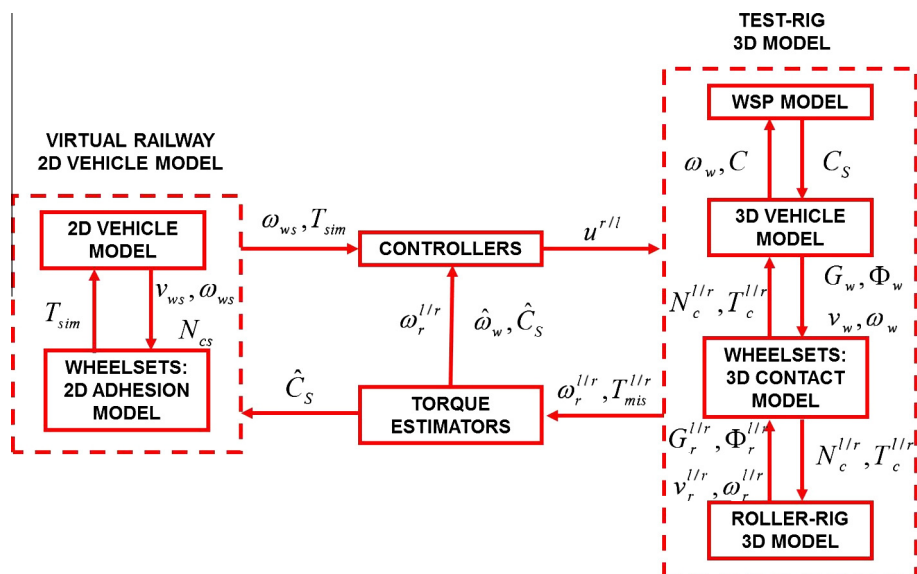 TEST-RIG
3D MODEL
WSP MODEL
VIRTUAL RAILWAY
2D VEHICLE MODEL
ω_w, C
C_S
2D VEHICLE
MODEL
ω_ws, T_sim
CONTROLLERS
u^{r/l}
3D VEHICLE
MODEL
T_sim
v_ws, ω_ws
N_cs
ω_r^{l/r}
ω̂_w, Ĉ_S
N_c^{l/r}, T_c^{l/r}
G_w, Φ_w
v_w, ω_w
WHEELSETS:
2D ADHESION
MODEL
Ĉ_S
TORQUE
ESTIMATORS
ω_r^{l/r}, T_mis^{l/r}
WHEELSETS:
3D CONTACT
MODEL
G_r^{l/r}, Φ_r^{l/r}
v_r^{l/r}, ω_r^{l/r}
N_c^{l/r}, T_c^{l/r}
ROLLER-RIG
3D MODEL